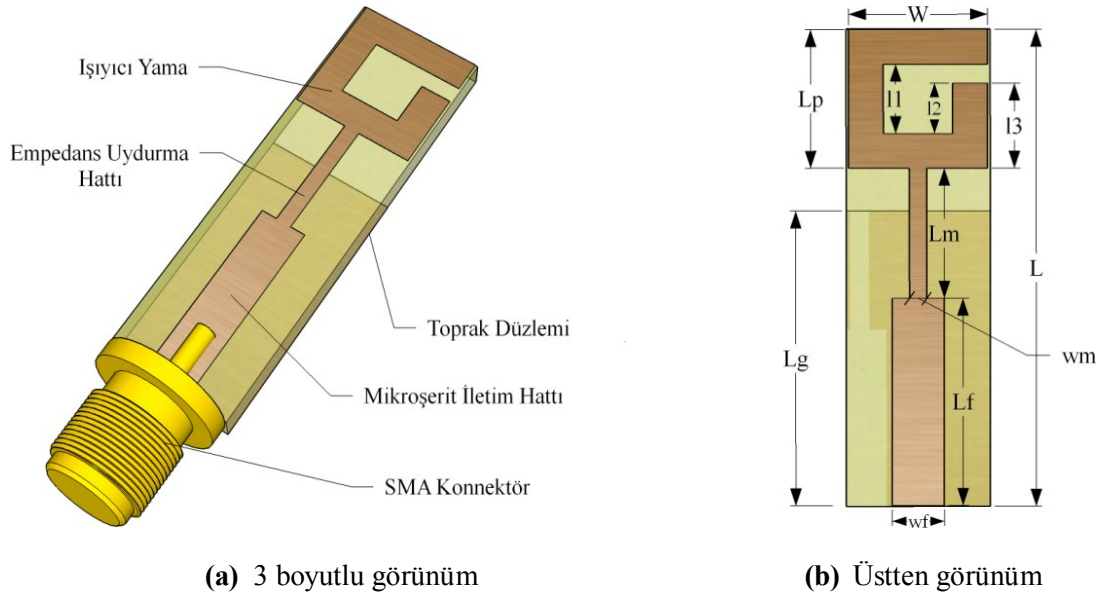 Işıyıcı Yama
Empedans Uydurma
Hattı
Toprak Düzlemi
Mikroşerit İletim Hattı
SMA Konnektör
(a) 3 boyutlu görünüm
W
Lp
l1
l2
l3
Lm
L
Lg
wm
Lf
wf
(b) Üstten görünüm